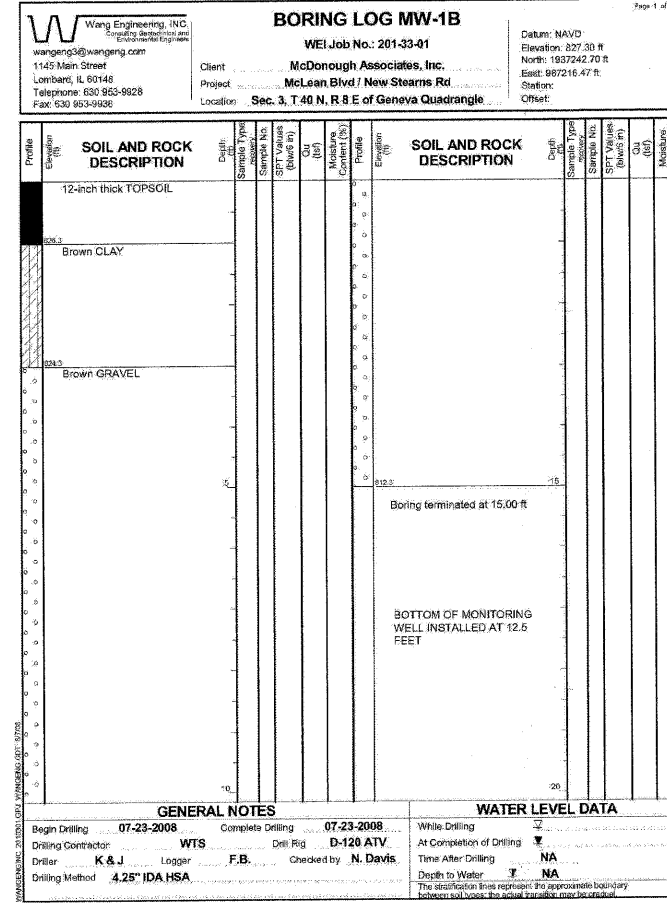 Page 1 of
Wang Engineering, INC.
Consulting Geotechnical and
Environmental Engineers
wangeng3@wangeng.com
1145 Main Street
Lombard, IL 60148
Telephone: 630 953-9928
Fax: 630 953-9938
BORING LOG MW-1B
WEI Job No.: 201-33-01
Client McDonough Associates, Inc.
Project McLean Blvd / New Stearns Rd
Location Sec. 3, T 40 N, R 8 E of Geneva Quadrangle
Datum: NAVD
Elevation: 827.30 ft
North: 1937242.70 ft
East: 987216.47 ft
Station:
Offset:
Profile
Elevation (ft)
SOIL AND ROCK DESCRIPTION
Depth (ft)
Sample Type
recovery
Sample No.
SPT Values (blw/6 in)
Qu (tsf)
Moisture Content (%)
Profile
Elevation (ft)
SOIL AND ROCK DESCRIPTION
Depth (ft)
Sample Type
recovery
Sample No.
SPT Values (blw/6 in)
Qu (tsf)
Moisture
12-inch thick TOPSOIL
826.3
Brown CLAY
824.3
Brown GRAVEL
5
10
812.3
15
Boring terminated at 15.00 ft
BOTTOM OF MONITORING
WELL INSTALLED AT 12.5
FEET
20
GENERAL NOTES
Begin Drilling 07-23-2008 Complete Drilling 07-23-2008
Drilling Contractor WTS Drill Rig D-120 ATV
Driller K & J Logger F.B. Checked by N. Davis
Drilling Method 4.25" IDA HSA
WATER LEVEL DATA
While Drilling
At Completion of Drilling
Time After Drilling NA
Depth to Water NA
The stratification lines represent the approximate boundary
between soil types; the actual transition may be gradual.